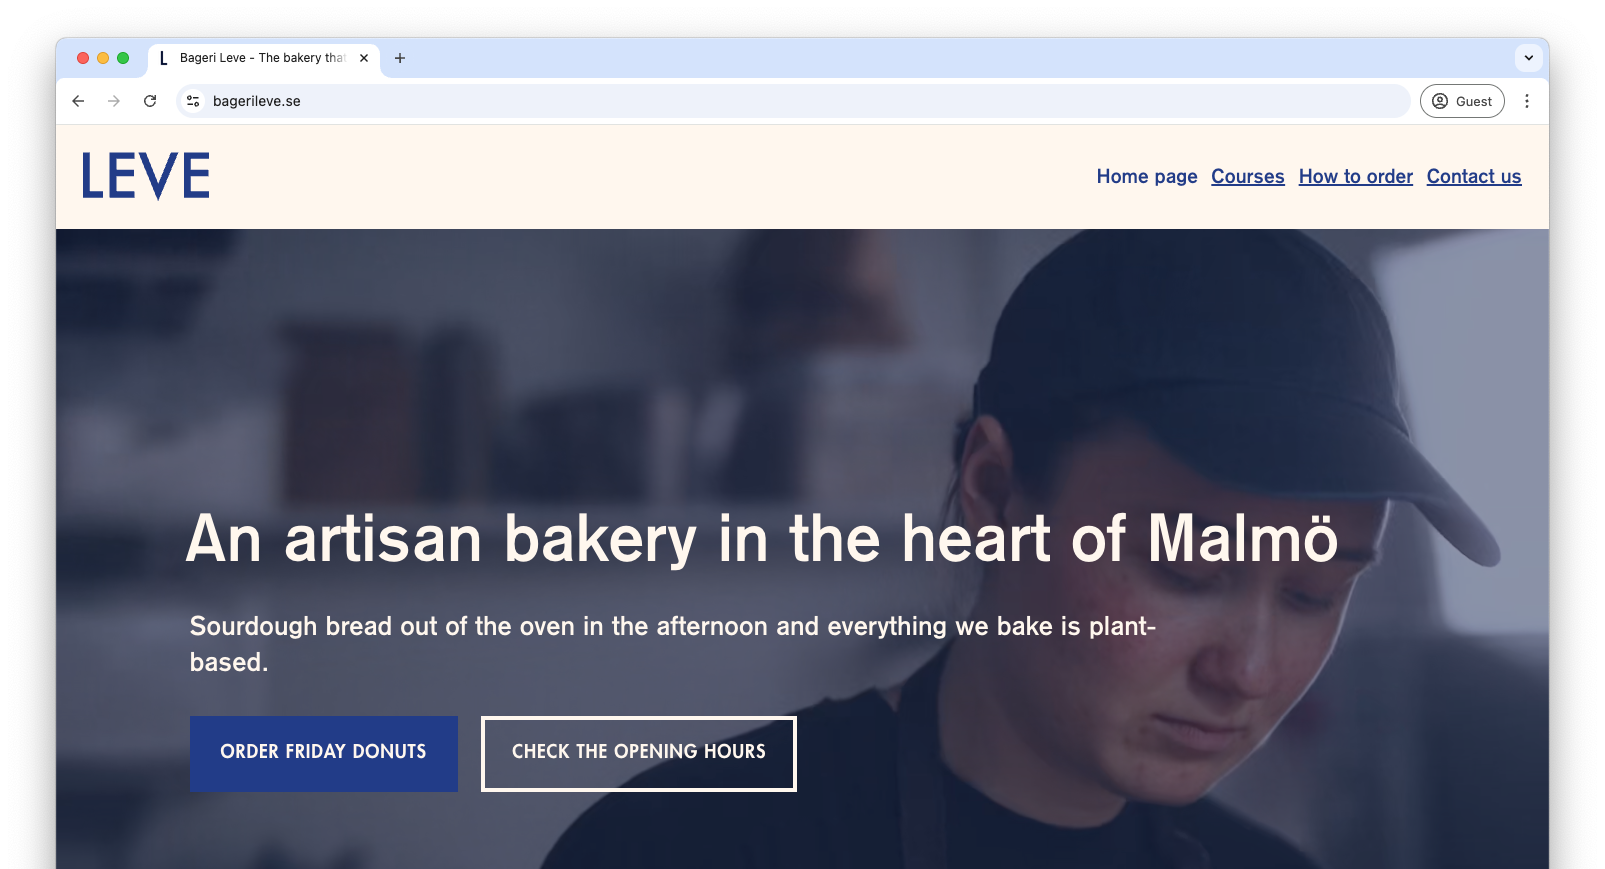 L Bageri Leve - The bakery that
bagerileve.se
Guest
LEVE
Home page Courses How to order Contact us
An artisan bakery in the heart of Malmö
Sourdough bread out of the oven in the afternoon and everything we bake is plant-
based.
ORDER FRIDAY DONUTS CHECK THE OPENING HOURS